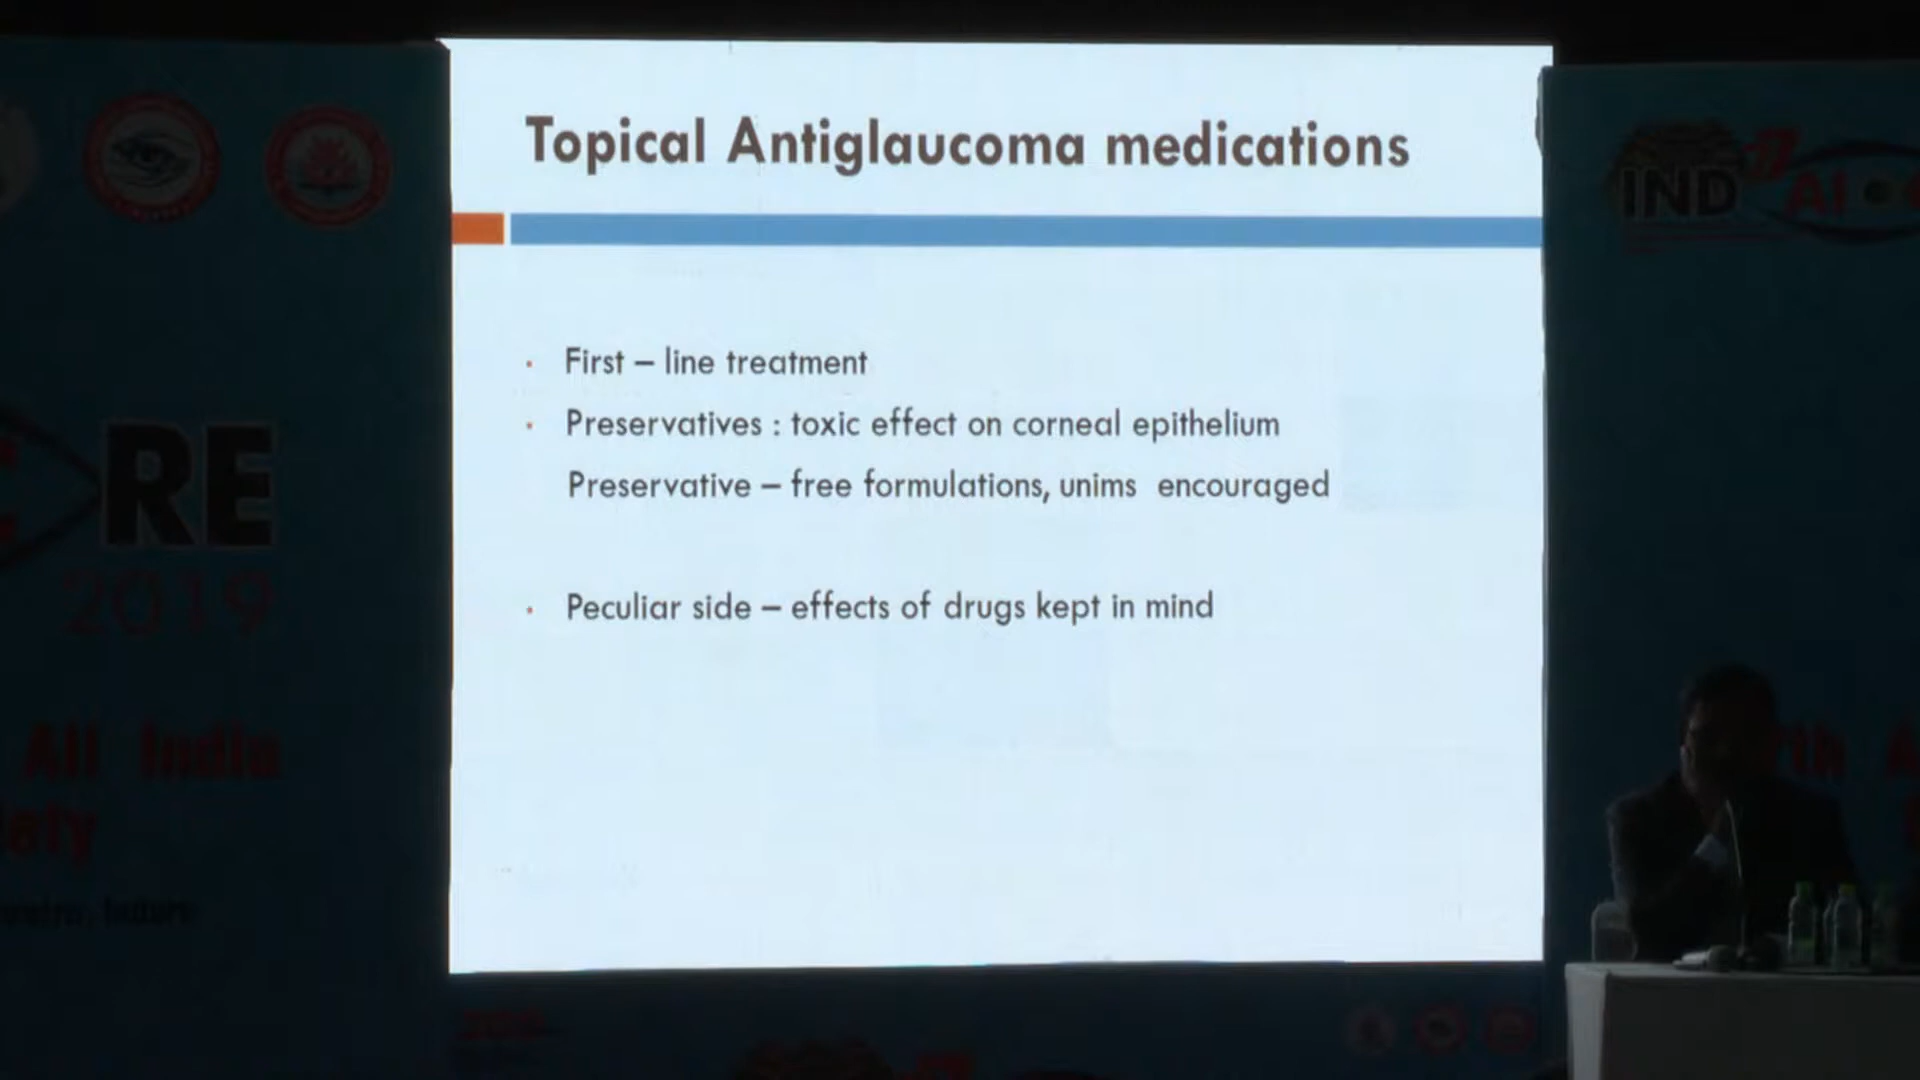 Topical Antiglaucoma medications
· First – line treatment
· Preservatives : toxic effect on corneal epithelium
Preservative – free formulations, unims encouraged
· Peculiar side – effects of drugs kept in mind
RE
2019
All India
IND
AI